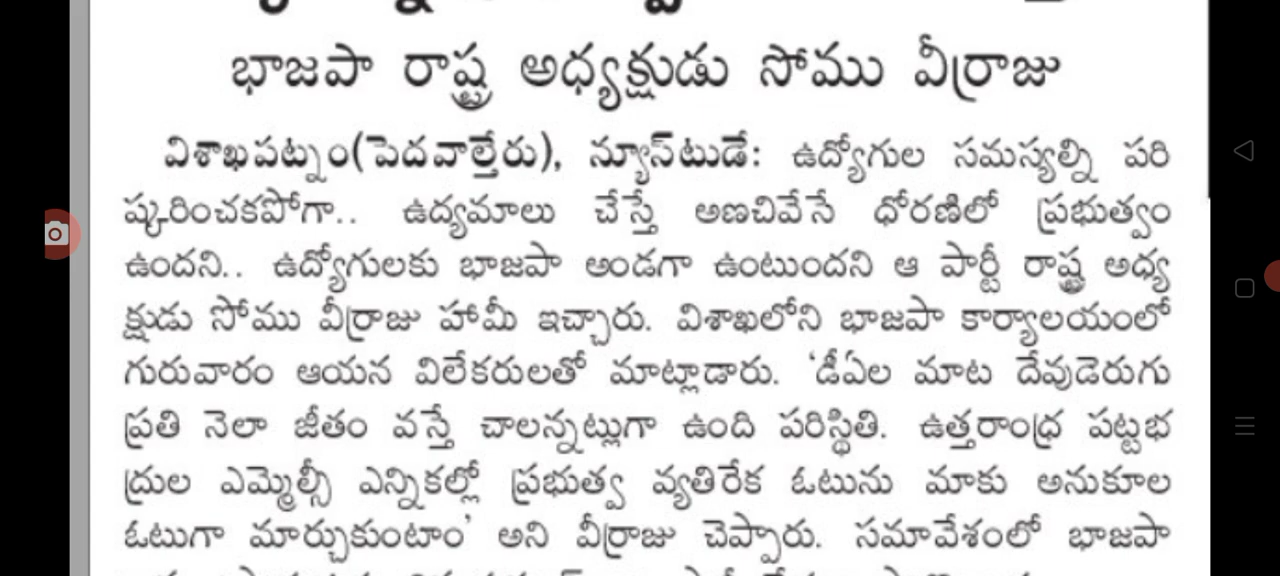 భాజపా రాష్ట్ర అధ్యక్షుడు సోము వీర్రాజు
విశాఖపట్నం(పెదవాల్తేరు), న్యూస్‌టుడే: ఉద్యోగుల సమస్యల్ని పరి
ష్కరించకపోగా.. ఉద్యమాలు చేస్తే అణచివేసే ధోరణిలో ప్రభుత్వం
ఉందని.. ఉద్యోగులకు భాజపా అండగా ఉంటుందని ఆ పార్టీ రాష్ట్ర అధ్య
క్షుడు సోము వీర్రాజు హామీ ఇచ్చారు. విశాఖలోని భాజపా కార్యాలయంలో
గురువారం ఆయన విలేకరులతో మాట్లాడారు. ‘డీఏల మాట దేవుడెరుగు
ప్రతి నెలా జీతం వస్తే చాలన్నట్లుగా ఉంది పరిస్థితి. ఉత్తరాంధ్ర పట్టభ
ద్రుల ఎమ్మెల్సీ ఎన్నికల్లో ప్రభుత్వ వ్యతిరేక ఓటును మాకు అనుకూల
ఓటుగా మార్చుకుంటాం’ అని వీర్రాజు చెప్పారు. సమావేశంలో భాజపా